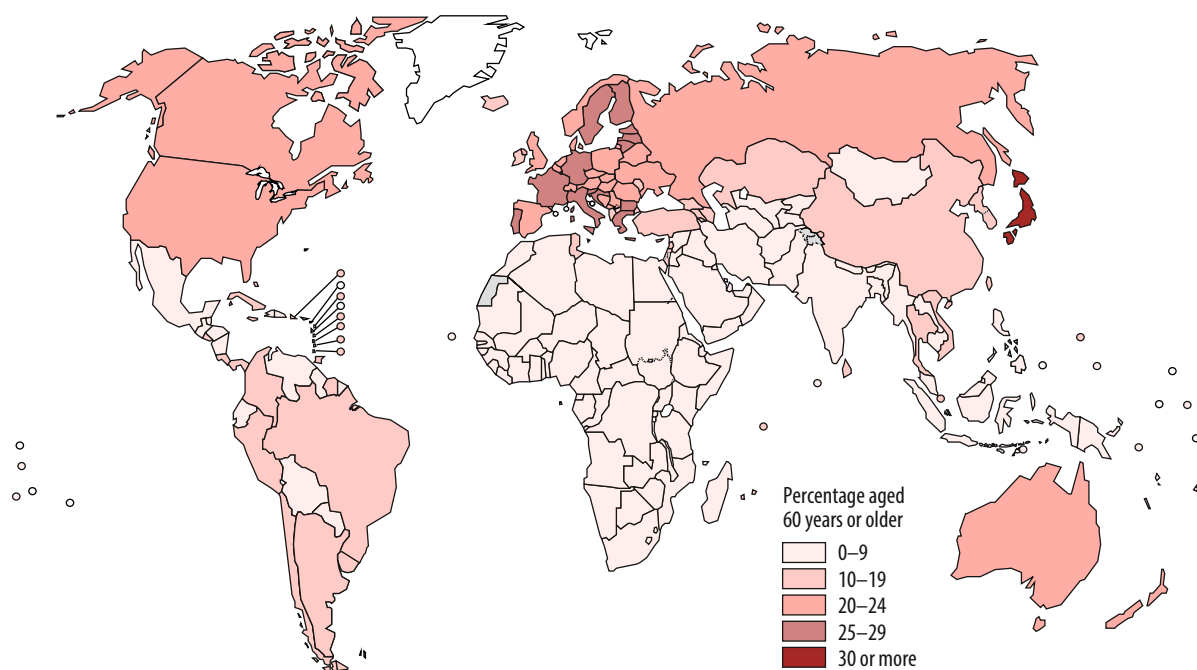 Percentage aged
60 years or older
0–9
10–19
20–24
25–29
30 or more